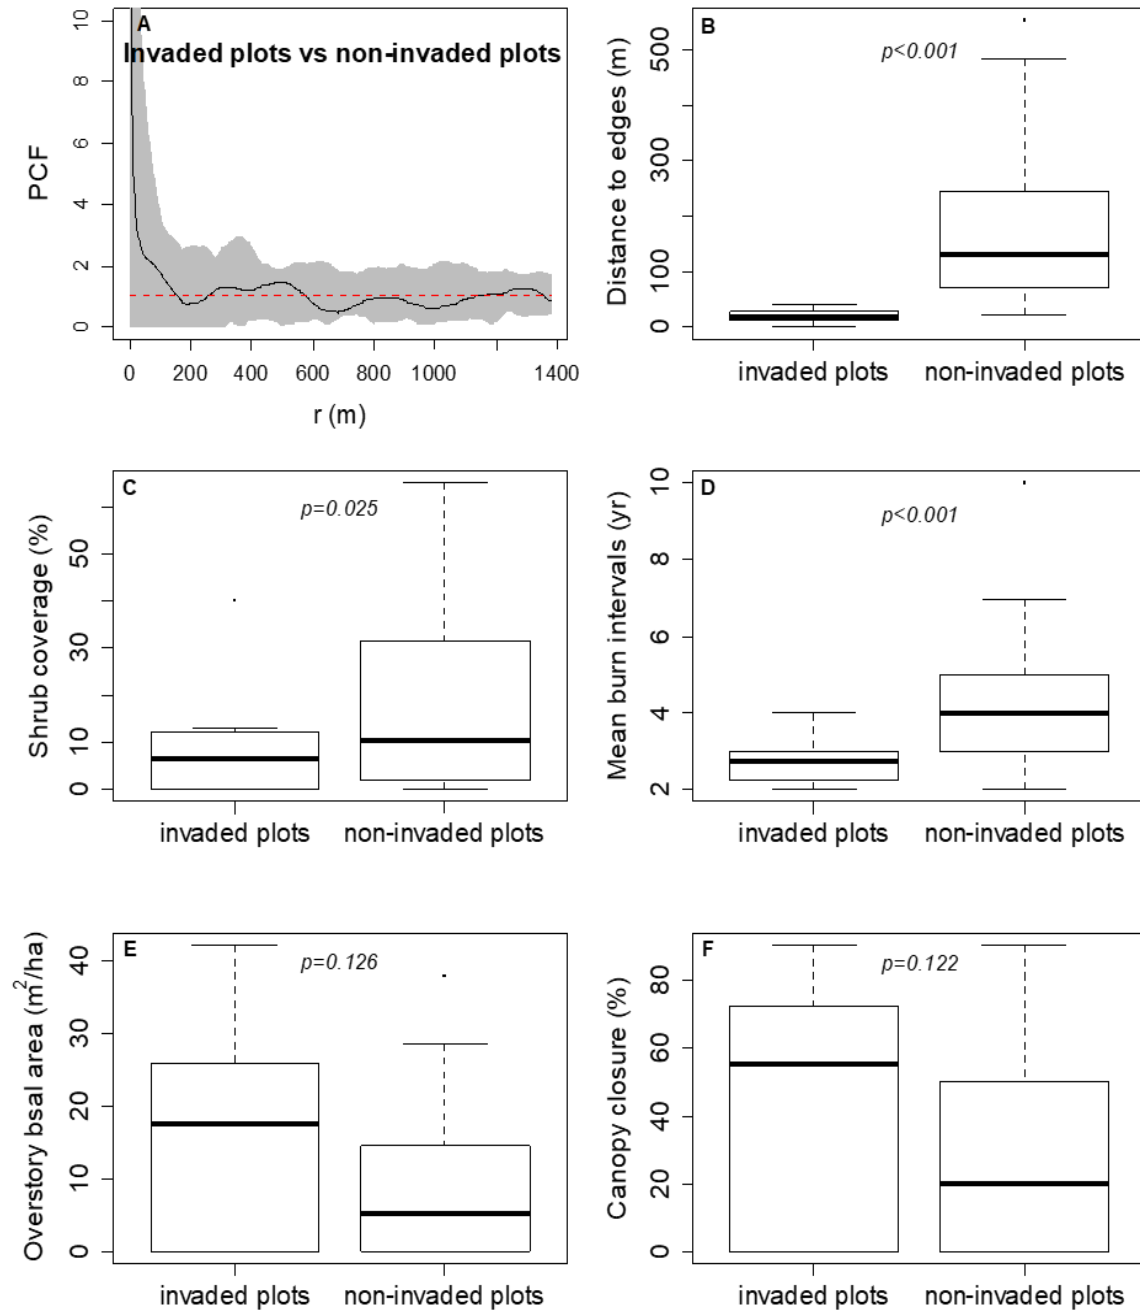 A
Invaded plots vs non-invaded plots
PCF
10
8
6
4
2
0
0 200 400 600 800 1000 1400
r (m)
B
p<0.001
Distance to edges (m)
500
300
100
0
invaded plots non-invaded plots
C
p=0.025
Shrub coverage (%)
50
30
10
0
invaded plots non-invaded plots
D
p<0.001
Mean burn intervals (yr)
10
8
6
4
2
invaded plots non-invaded plots
E
p=0.126
Overstory bsal area (m²/ha)
40
30
20
10
0
invaded plots non-invaded plots
F
p=0.122
Canopy closure (%)
80
60
40
20
0
invaded plots non-invaded plots